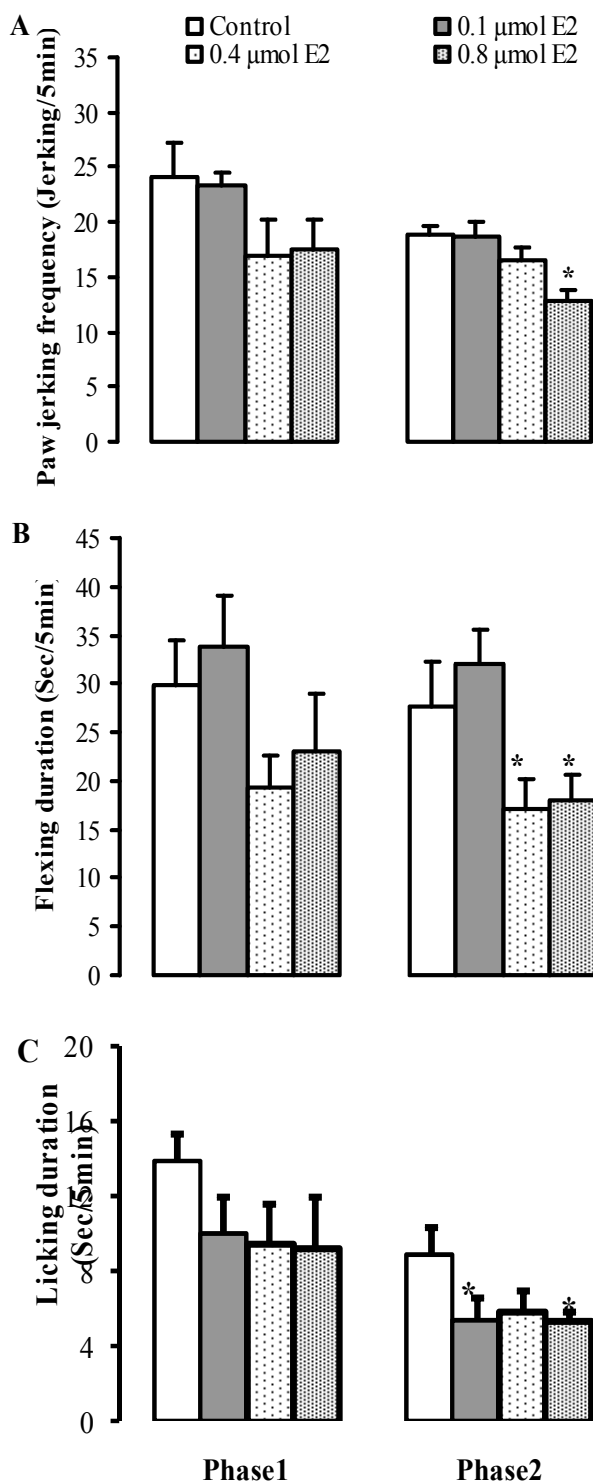 A
Control
0.1 µmol E2
0.4 µmol E2
0.8 µmol E2
Paw jerking frequency (Jerking/5min)
35
30
25
20
15
10
5
0
*
B
Flexing duration (Sec/5min)
45
40
35
30
25
20
15
10
5
0
*
*
C
Licking duration
(Sec/5min)
20
16
12
8
4
0
*
*
Phase1
Phase2